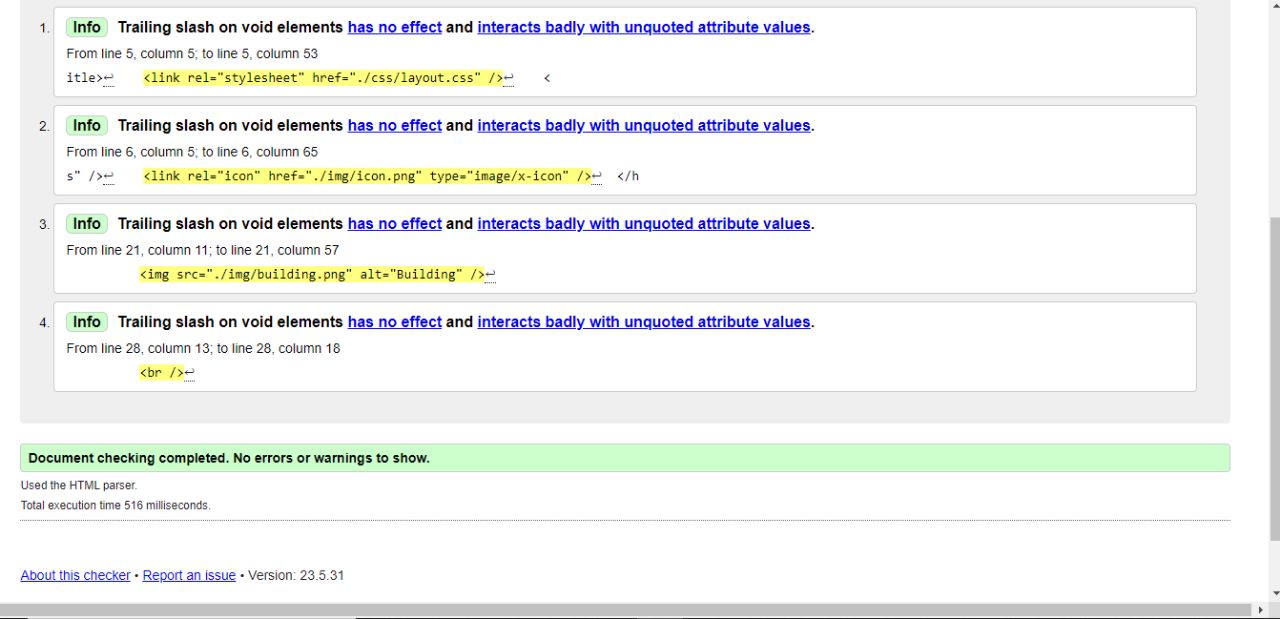 1. Info Trailing slash on void elements has no effect and interacts badly with unquoted attribute values.
From line 5, column 5; to line 5, column 53
itle>↩    <link rel="stylesheet" href="./css/layout.css" />↩    <
2. Info Trailing slash on void elements has no effect and interacts badly with unquoted attribute values.
From line 6, column 5; to line 6, column 65
s" />↩    <link rel="icon" href="./img/icon.png" type="image/x-icon" />↩  </h
3. Info Trailing slash on void elements has no effect and interacts badly with unquoted attribute values.
From line 21, column 11; to line 21, column 57
<img src="./img/building.png" alt="Building" />↩
4. Info Trailing slash on void elements has no effect and interacts badly with unquoted attribute values.
From line 28, column 13; to line 28, column 18
<br />↩
Document checking completed. No errors or warnings to show.
Used the HTML parser.
Total execution time 516 milliseconds.
About this checker • Report an issue • Version: 23.5.31